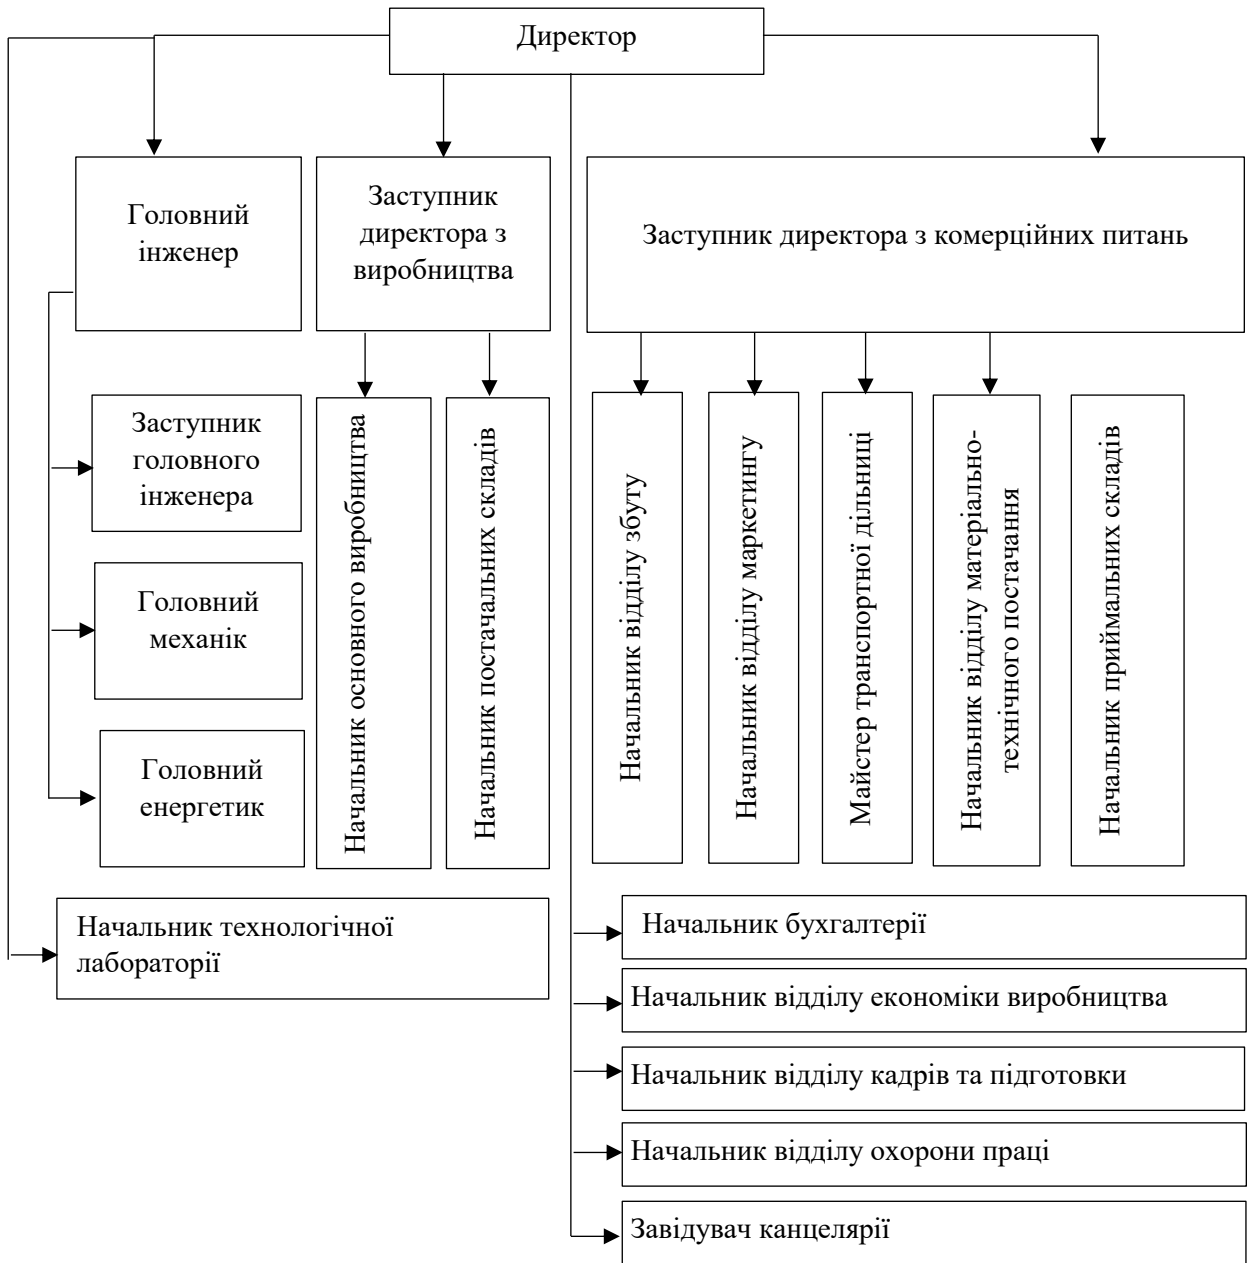 Директор
Головний
інженер
Заступник
директора з
виробництва
Заступник директора з комерційних питань
Заступник
головного
інженера
Головний
механік
Головний
енергетик
Начальник основного виробництва
Начальник постачальних складів
Начальник відділу збуту
Начальник відділу маркетингу
Майстер транспортної дільниці
Начальник відділу матеріально-
технічного постачання
Начальник приймальних складів
Начальник технологічної
лабораторії
Начальник бухгалтерії
Начальник відділу економіки виробництва
Начальник відділу кадрів та підготовки
Начальник відділу охорони праці
Завідувач канцелярії